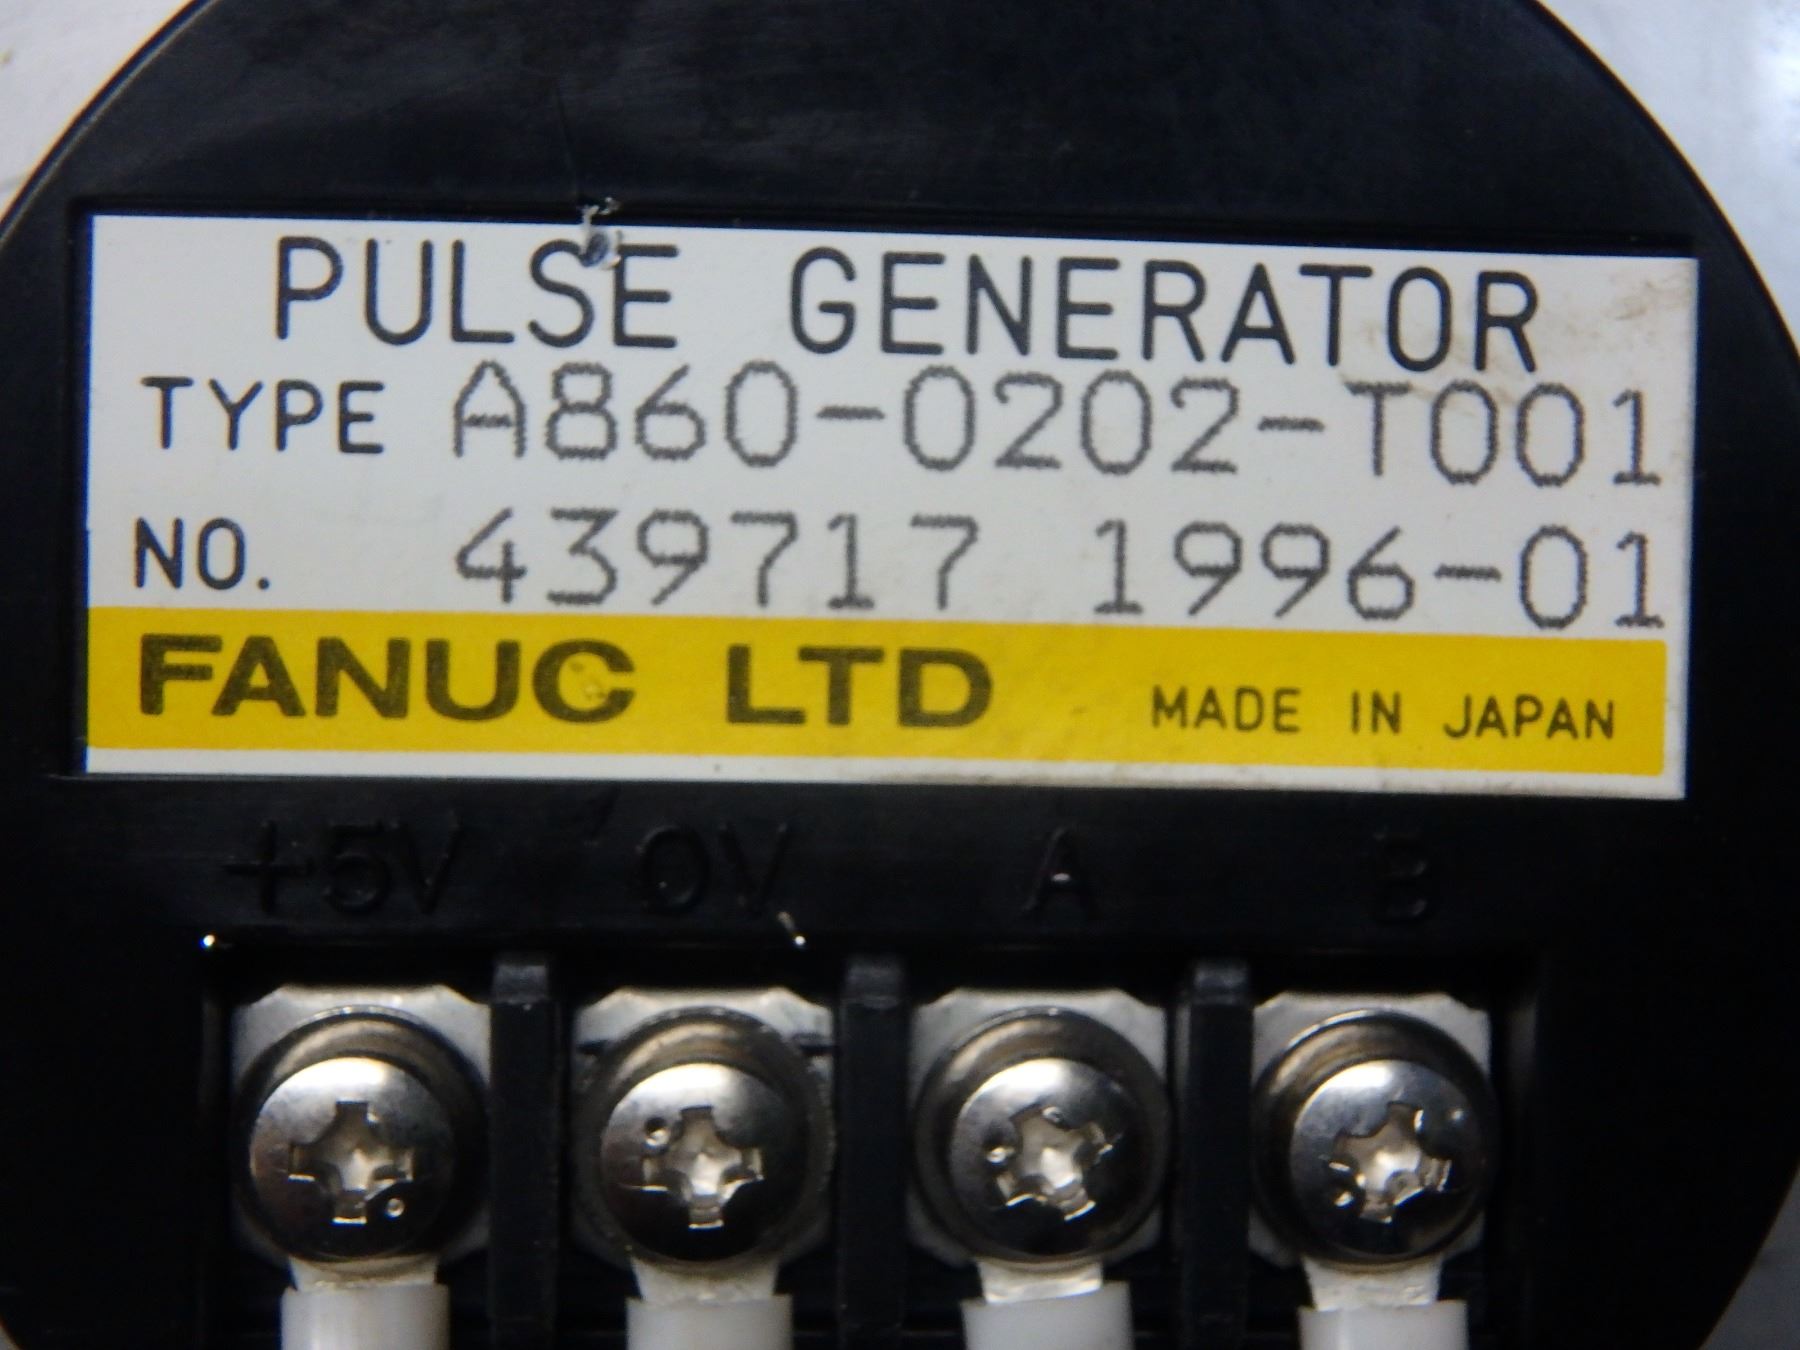 PULSE GENERATOR
TYPE A860-0202-T001
NO. 439717 1996-01
FANUC LTD MADE IN JAPAN
+5V 0V A B